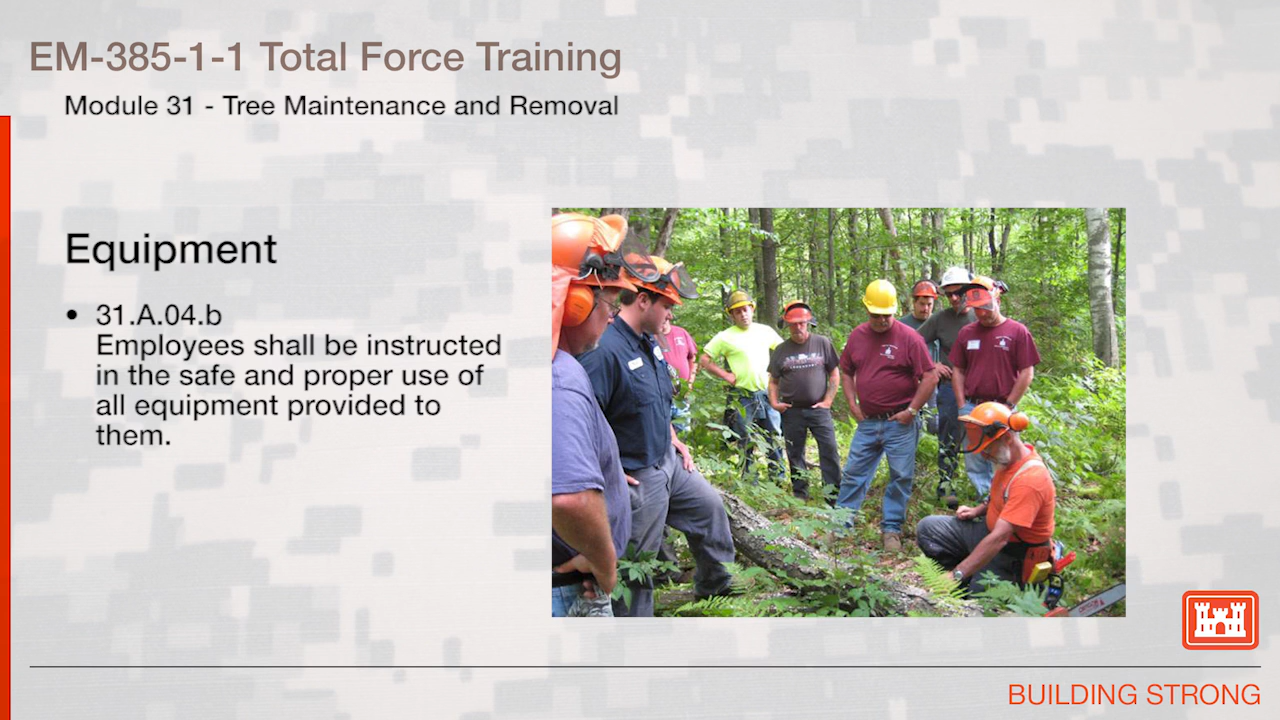 EM-385-1-1 Total Force Training
Module 31 - Tree Maintenance and Removal
Equipment
• 31.A.04.b
Employees shall be instructed
in the safe and proper use of
all equipment provided to
them.
BUILDING STRONG